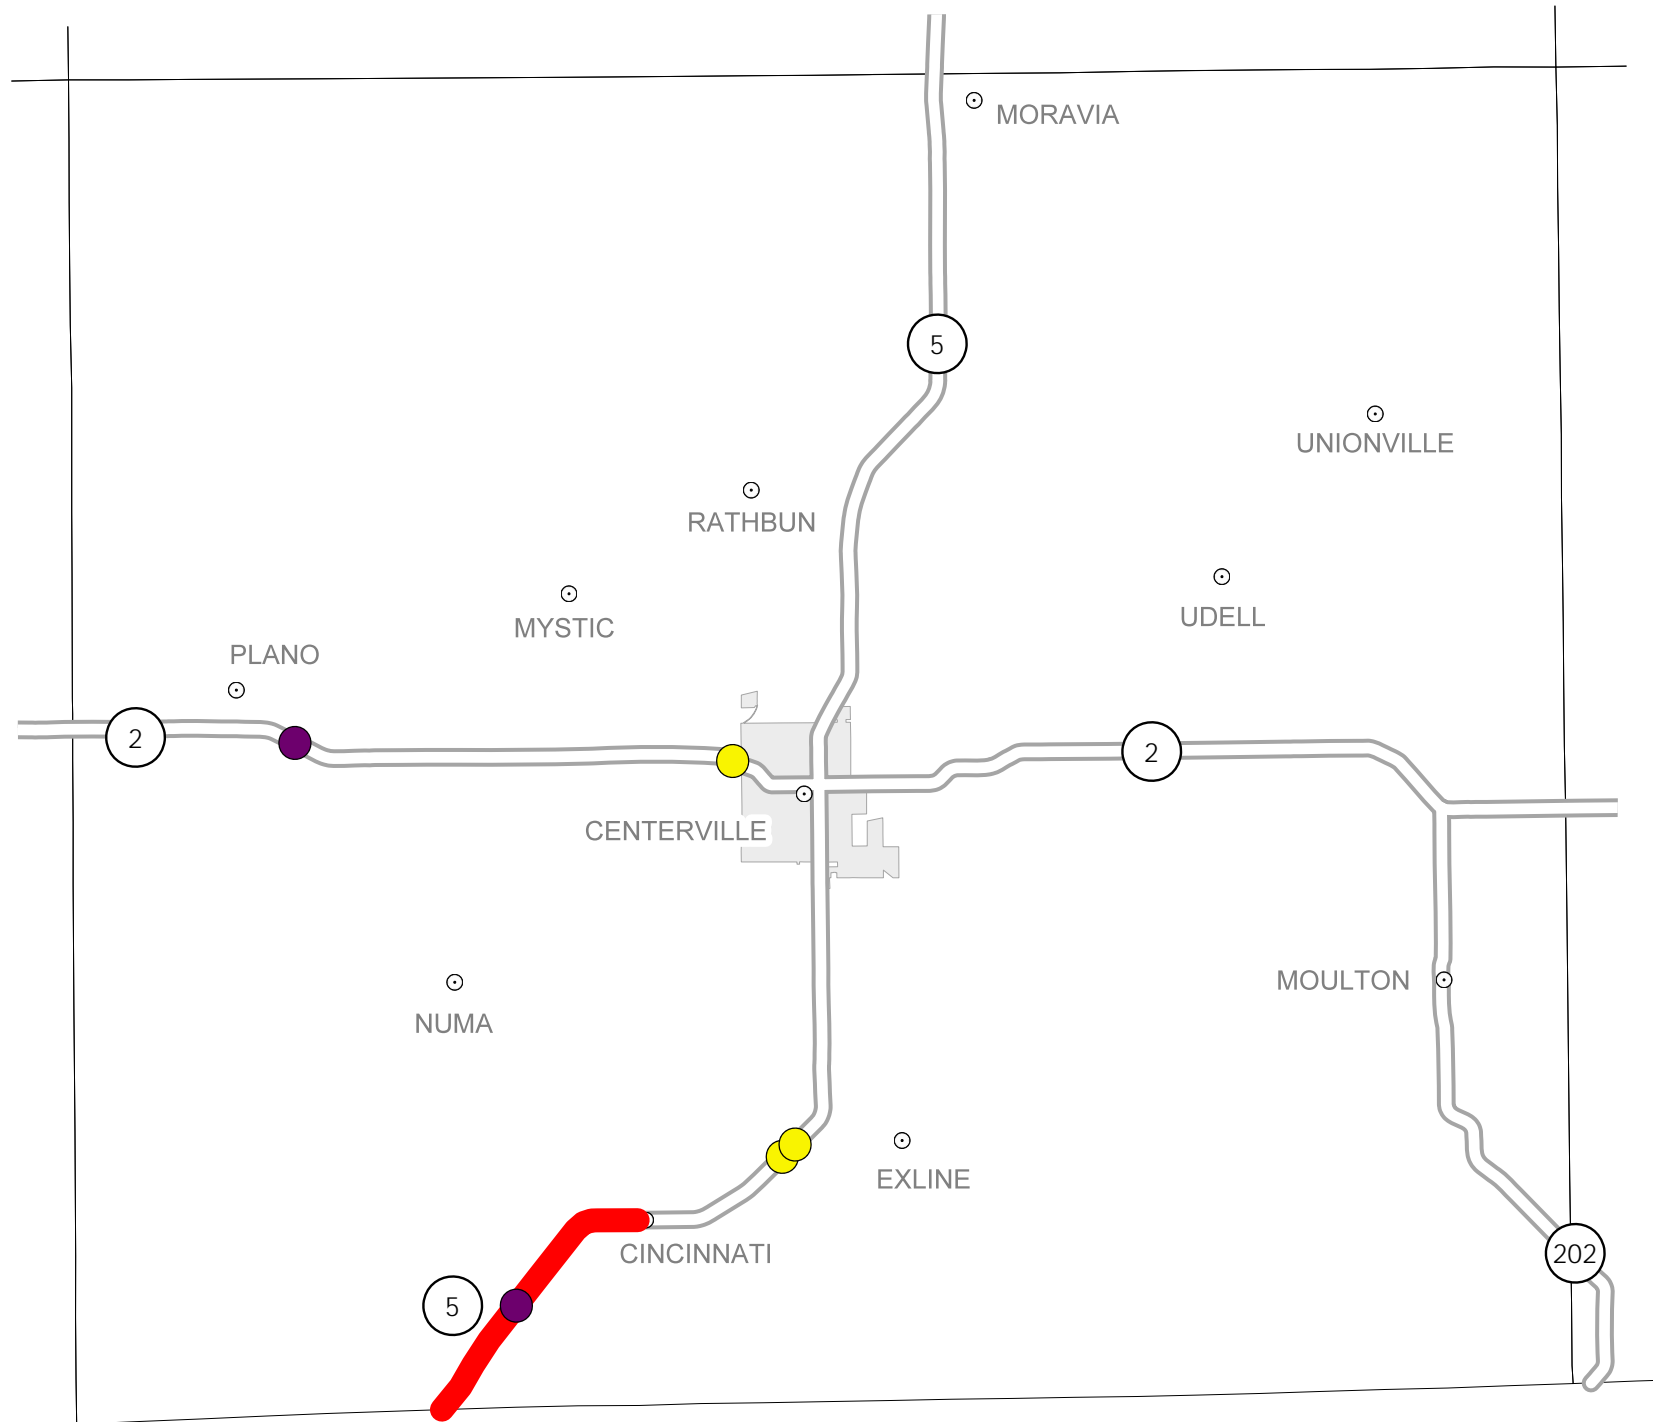 MORAVIA
5
UNIONVILLE
RATHBUN
UDELL
MYSTIC
PLANO
2
2
CENTERVILLE
MOULTON
NUMA
EXLINE
CINCINNATI
202
5